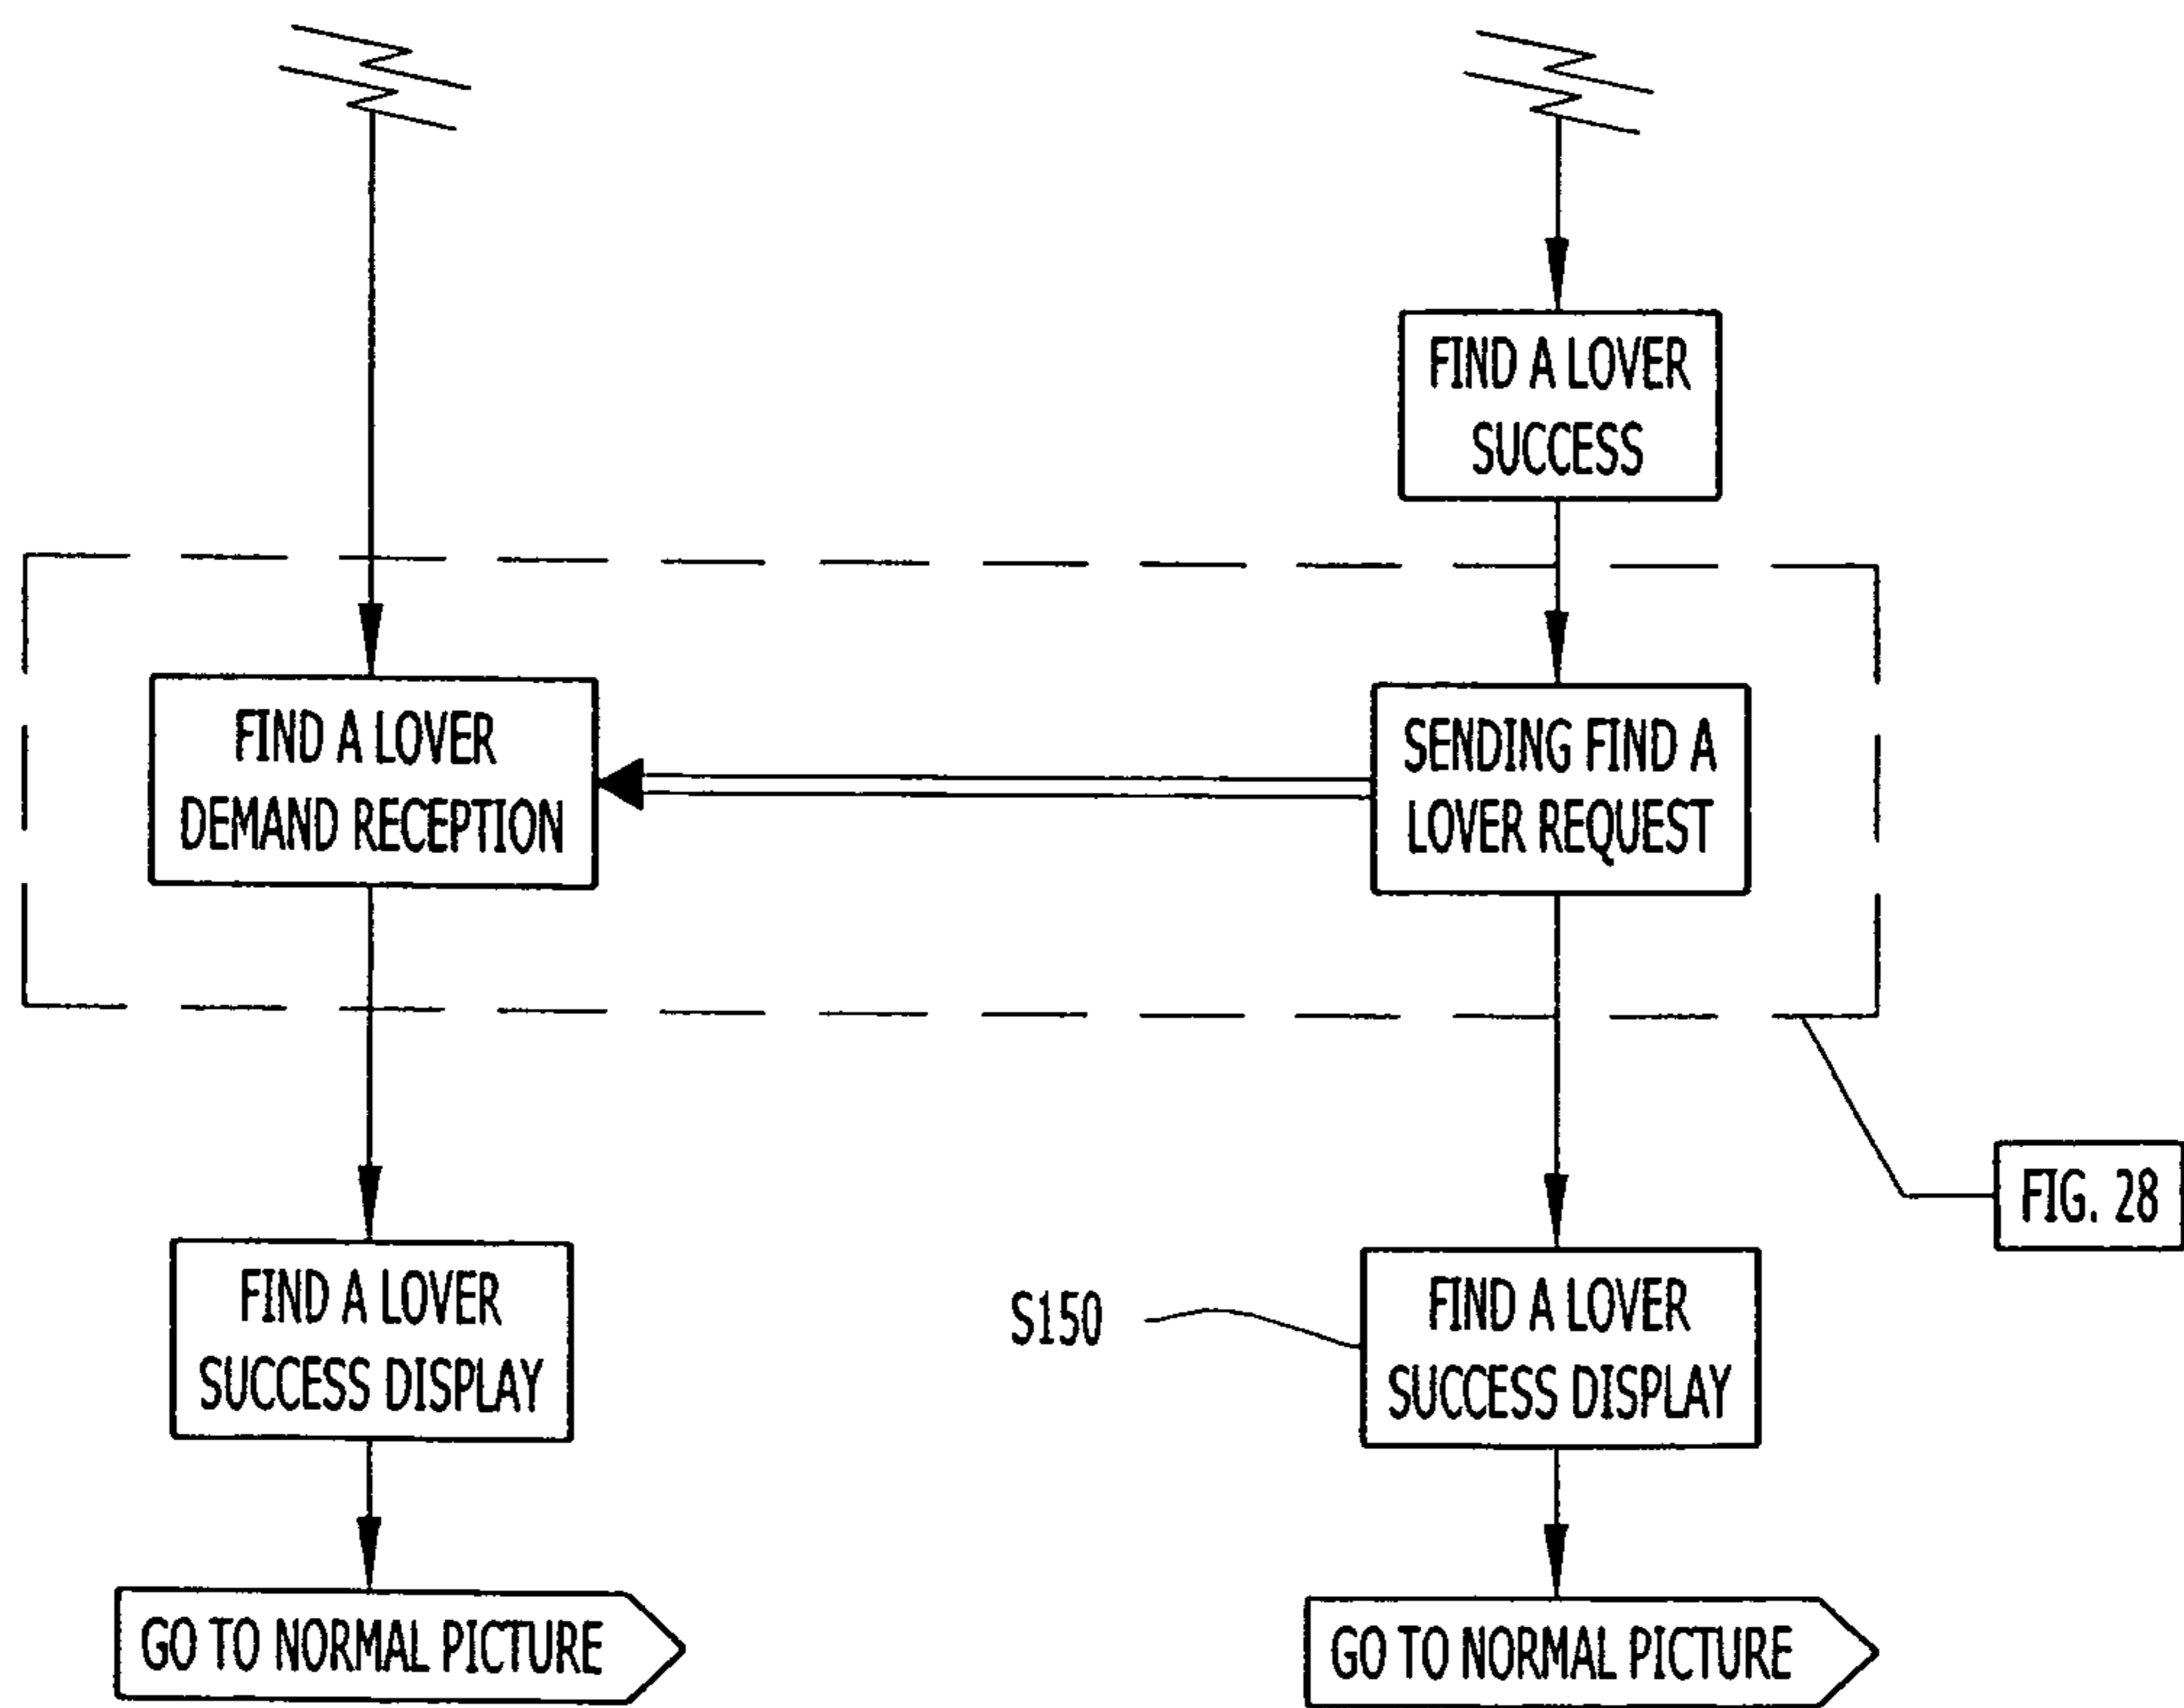 FIND A LOVER
SUCCESS
FIND A LOVER
DEMAND RECEPTION
SENDING FIND A
LOVER REQUEST
FIG. 28
FIND A LOVER
SUCCESS DISPLAY
S150
FIND A LOVER
SUCCESS DISPLAY
GO TO NORMAL PICTURE
GO TO NORMAL PICTURE